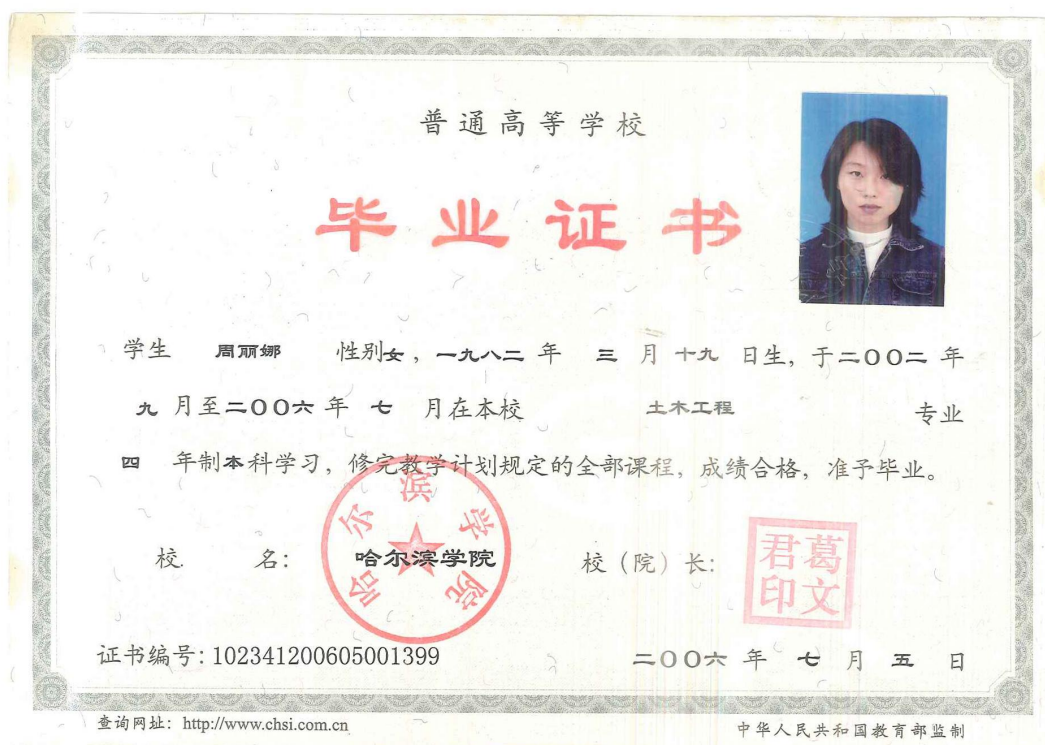 普通高等学校
毕业证书
学生 周丽娜 性别女，一九八二 年 三 月 十九 日生，于二〇〇二 年
九 月至二〇〇六 年 七 月在本校 土木工程 专业
四 年制本科学习，修完教学计划规定的全部课程，成绩合格，准予毕业。
哈尔滨学院
校 名： 哈尔滨学院 校（院）长： 葛文君印
证书编号：102341200605001399 二〇〇六 年 七 月 五 日
查询网址：http://www.chsi.com.cn 中华人民共和国教育部监制